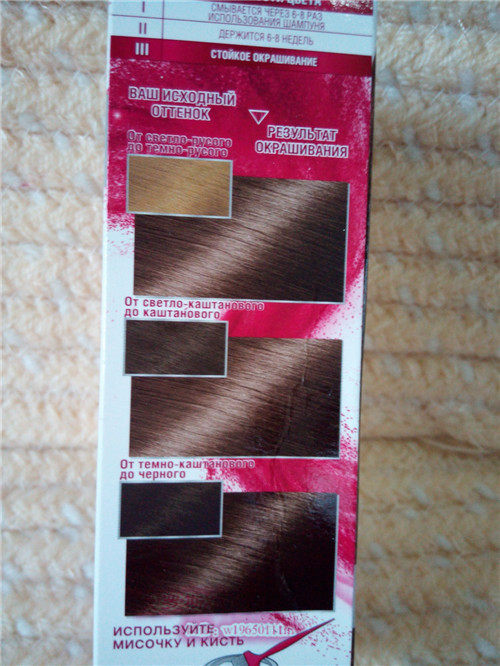 I
СМЫВАЕТСЯ ЧЕРЕЗ 6-8 РАЗ
ИСПОЛЬЗОВАНИЯ ШАМПУНЯ
II
ДЕРЖИТСЯ 6-8 НЕДЕЛЬ
III
СТОЙКОЕ ОКРАШИВАНИЕ
ВАШ ИСХОДНЫЙ
ОТТЕНОК
РЕЗУЛЬТАТ
ОКРАШИВАНИЯ
От светло-русого
до темно-русого
От светло-каштанового
до каштанового
От темно-каштанового
до черного
ИСПОЛЬЗУЙТЕ
МИСОЧКУ И КИСТЬ